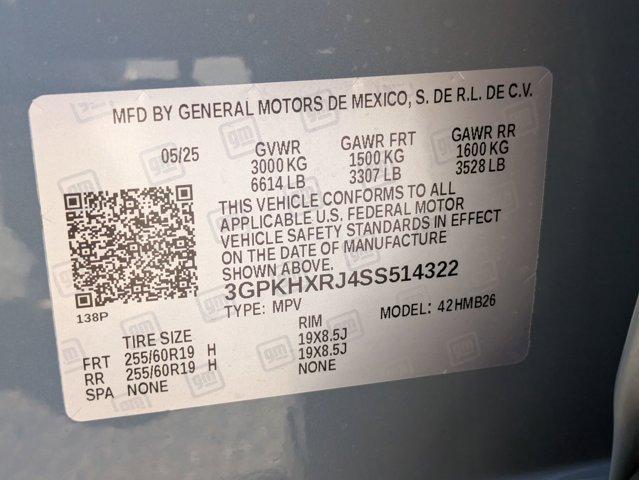 MFD BY GENERAL MOTORS DE MEXICO, S. DE R.L. DE C.V.
05/25 GVWR GAWR FRT GAWR RR
3000 KG 1500 KG 1600 KG
6614 LB 3307 LB 3528 LB
THIS VEHICLE CONFORMS TO ALL
APPLICABLE U.S. FEDERAL MOTOR
VEHICLE SAFETY STANDARDS IN EFFECT
ON THE DATE OF MANUFACTURE
SHOWN ABOVE.
3GPKHXRJ4SS514322
138P TYPE: MPV MODEL: 42HMB26
TIRE SIZE RIM
FRT 255/60R19 H 19X8.5J
RR 255/60R19 H 19X8.5J
SPA NONE NONE
gm